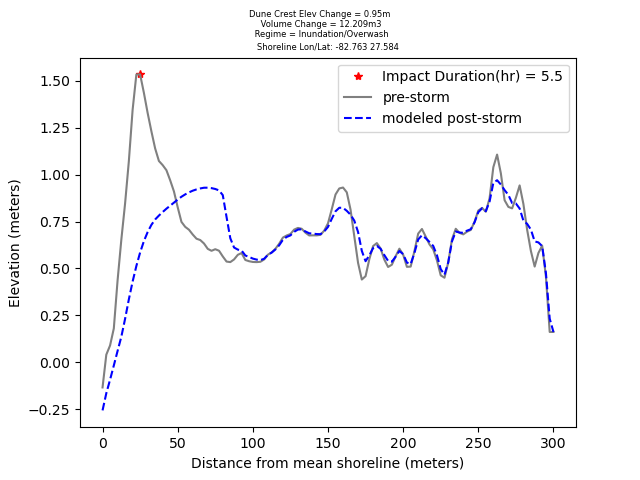 Dune Crest Elev Change = 0.95m
Volume Change = 12.209m3
Regime = Inundation/Overwash
Shoreline Lon/Lat: -82.763 27.584
Impact Duration(hr) = 5.5
pre-storm
modeled post-storm
1.50
1.25
1.00
0.75
0.50
0.25
0.00
−0.25
Elevation (meters)
0 50 100 150 200 250 300
Distance from mean shoreline (meters)